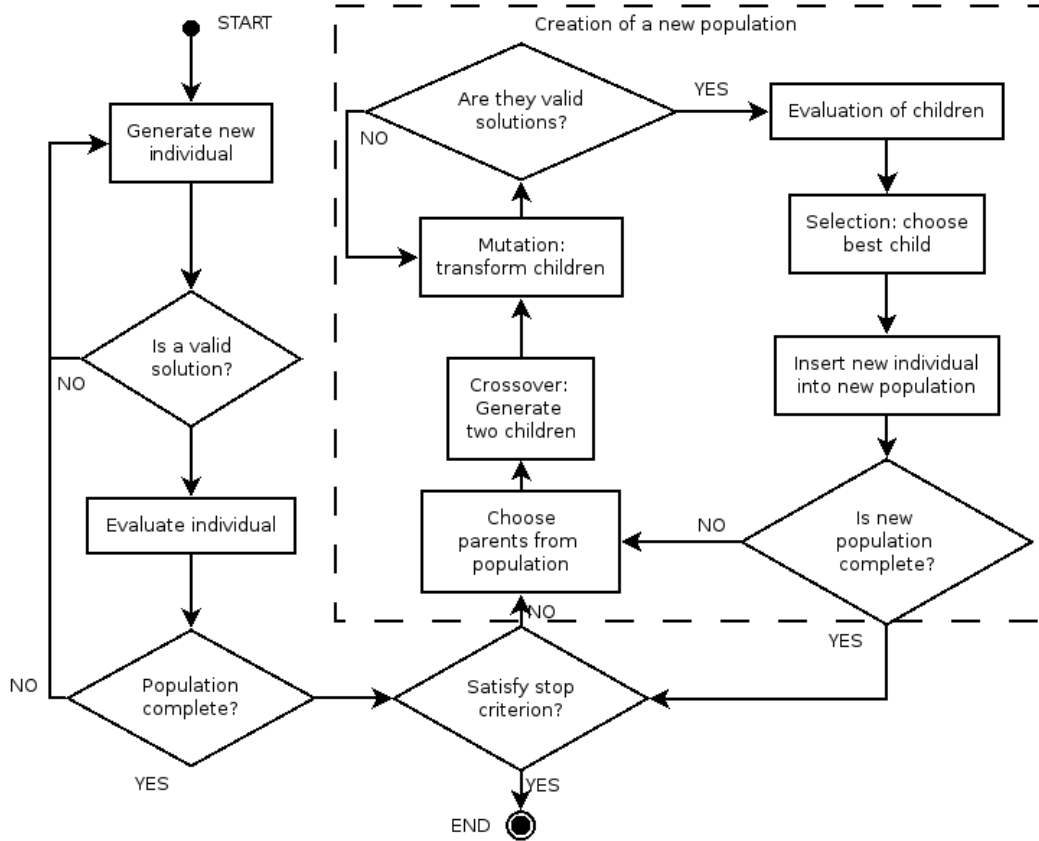 START
Generate new
individual
Is a valid
solution?
NO
Evaluate individual
Population
complete?
NO
YES
Creation of a new population
Are they valid
solutions?
YES
NO
Mutation:
transform children
Crossover:
Generate
two children
Choose
parents from
population
Evaluation of children
Selection: choose
best child
Insert new individual
into new population
Is new
population
complete?
NO
YES
NO
Satisfy stop
criterion?
YES
END